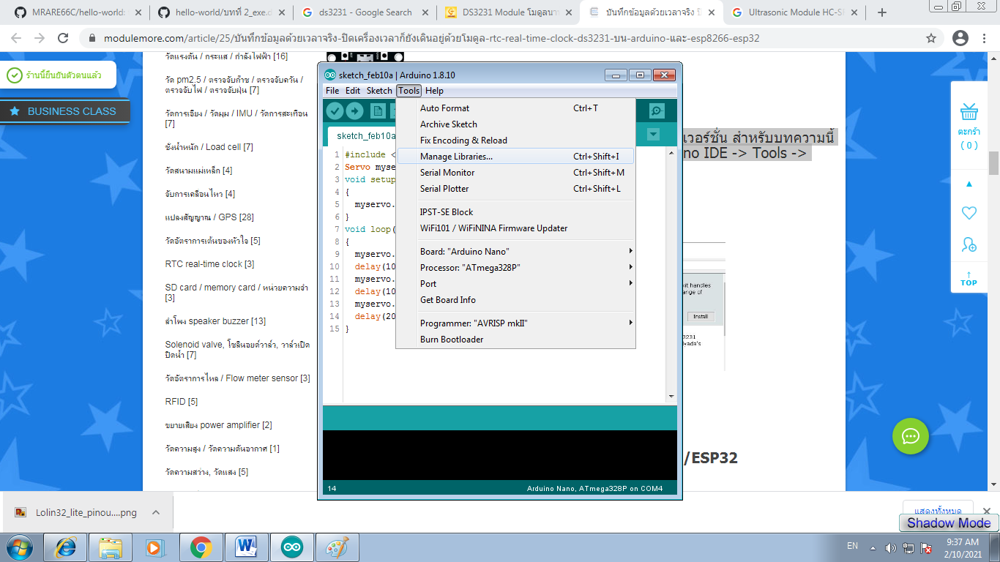 MRARE66C/hello-world:
hello-world/บทที่ 2_exe.d
ds3231 - Google Search
DS3231 Module โมดูลนา
บันทึกข้อมูลด้วยเวลาจริง ปิ
Ultrasonic Module HC-S
modulemore.com/article/25/บันทึกข้อมูลด้วยเวลาจริง-ปิดเครื่องเวลาก็ยังเดินอยู่ด้วยโมดูล-rtc-real-time-clock-ds3231-บน-arduino-และ-esp8266-esp32
ร้านนี้ยืนยันตัวตนแล้ว
BUSINESS CLASS
วัดแรงดัน / กระแส / กำลังไฟฟ้า [16]
วัด pm2.5 / ตรวจจับก๊าซ / ตรวจจับควัน /
ตรวจจับไฟ / ตรวจจับฝุ่น [7]
วัดการเอียง / วัดมุม / IMU / วัดการสะเทือน
[7]
ชั่งน้ำหนัก / Load cell [7]
วัดสนามแม่เหล็ก [4]
จับการเคลื่อนไหว [4]
แปลงสัญญาณ / GPS [28]
วัดอัตราการเต้นของหัวใจ [5]
RTC real-time clock [3]
SD card / memory card / หน่วยความจำ
[3]
ลำโพง speaker buzzer [13]
Solenoid valve, โซลินอยด์วาล์ว, วาล์วเปิด
ปิดน้ำ [7]
วัดอัตราการไหล / Flow meter sensor [3]
RFID [5]
ขยายเสียง power amplifier [2]
วัดความสูง / วัดความดันอากาศ [1]
วัดความสว่าง, วัดแสง [5]
sketch_feb10a | Arduino 1.8.10
File Edit Sketch Tools Help
sketch_feb10a
1 #include <
2 Servo myse
3 void setup
4 {
5 myservo.
6 }
7 void loop(
8 {
9 myservo.
10 delay(10
11 myservo.
12 delay(10
13 myservo.
14 delay(20
15 }
Auto Format Ctrl+T
Archive Sketch
Fix Encoding & Reload
Manage Libraries... Ctrl+Shift+I
Serial Monitor Ctrl+Shift+M
Serial Plotter Ctrl+Shift+L
IPST-SE Block
WiFi101 / WiFiNINA Firmware Updater
Board: "Arduino Nano"
Processor: "ATmega328P"
Port
Get Board Info
Programmer: "AVRISP mkII"
Burn Bootloader
14 Arduino Nano, ATmega328P on COM4
เวอร์ชั่น สำหรับบทความนี้
no IDE -> Tools ->
kit handles
ange of
Install
3231
vada's
/ESP32
ตะกร้า
( 0 )
TOP
Lolin32_lite_pinou....png
แสดงทั้งหมด
Shadow Mode
EN
9:37 AM
2/10/2021